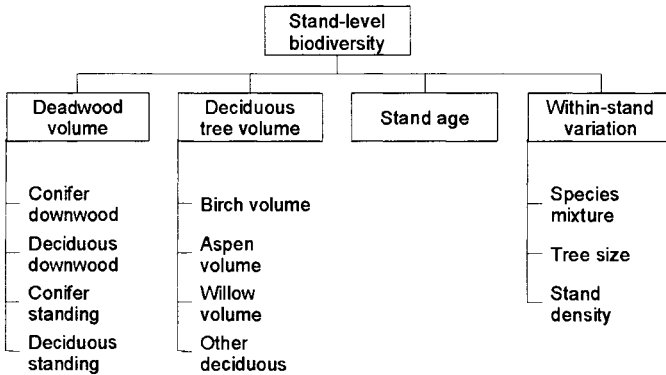 Stand-level
biodiversity
Deadwood
volume
Deciduous
tree volume
Stand age
Within-stand
variation
Conifer
downwood
Deciduous
downwood
Conifer
standing
Deciduous
standing
Birch volume
Aspen
volume
Willow
volume
Other
deciduous
Species
mixture
Tree size
Stand
density